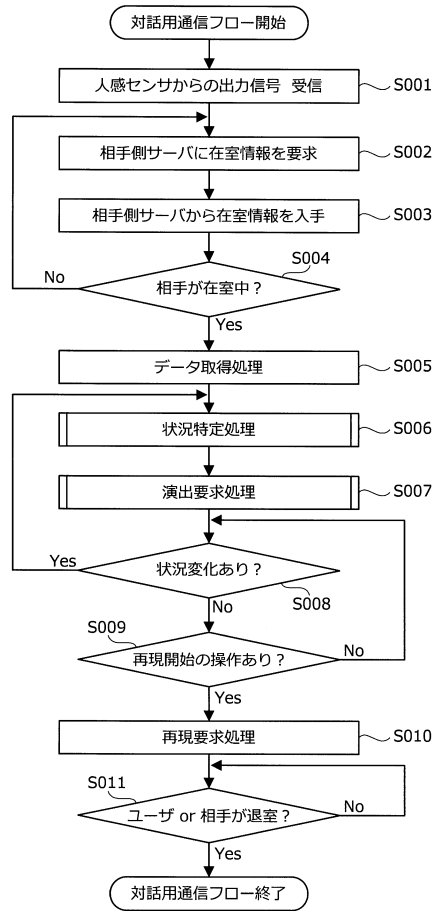 対話用通信フロー開始
人感センサからの出力信号 受信
S001
相手側サーバに在室情報を要求
S002
相手側サーバから在室情報を入手
S003
S004
No
相手が在室中?
Yes
データ取得処理
S005
状況特定処理
S006
演出要求処理
S007
Yes
状況変化あり?
No
S008
S009
再現開始の操作あり?
No
Yes
再現要求処理
S010
S011
ユーザ or 相手が退室?
No
Yes
対話用通信フロー終了